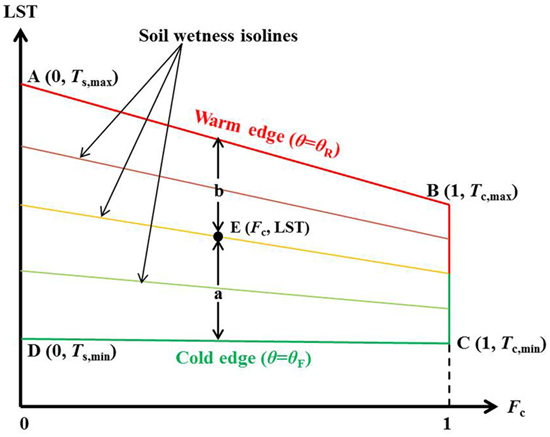 LST
Soil wetness isolines
A (0, Ts,max)
Warm edge (θ=θR)
B (1, Tc,max)
b
E (Fc, LST)
a
D (0, Ts,min)
Cold edge (θ=θF)
C (1, Tc,min)
0
1
Fc